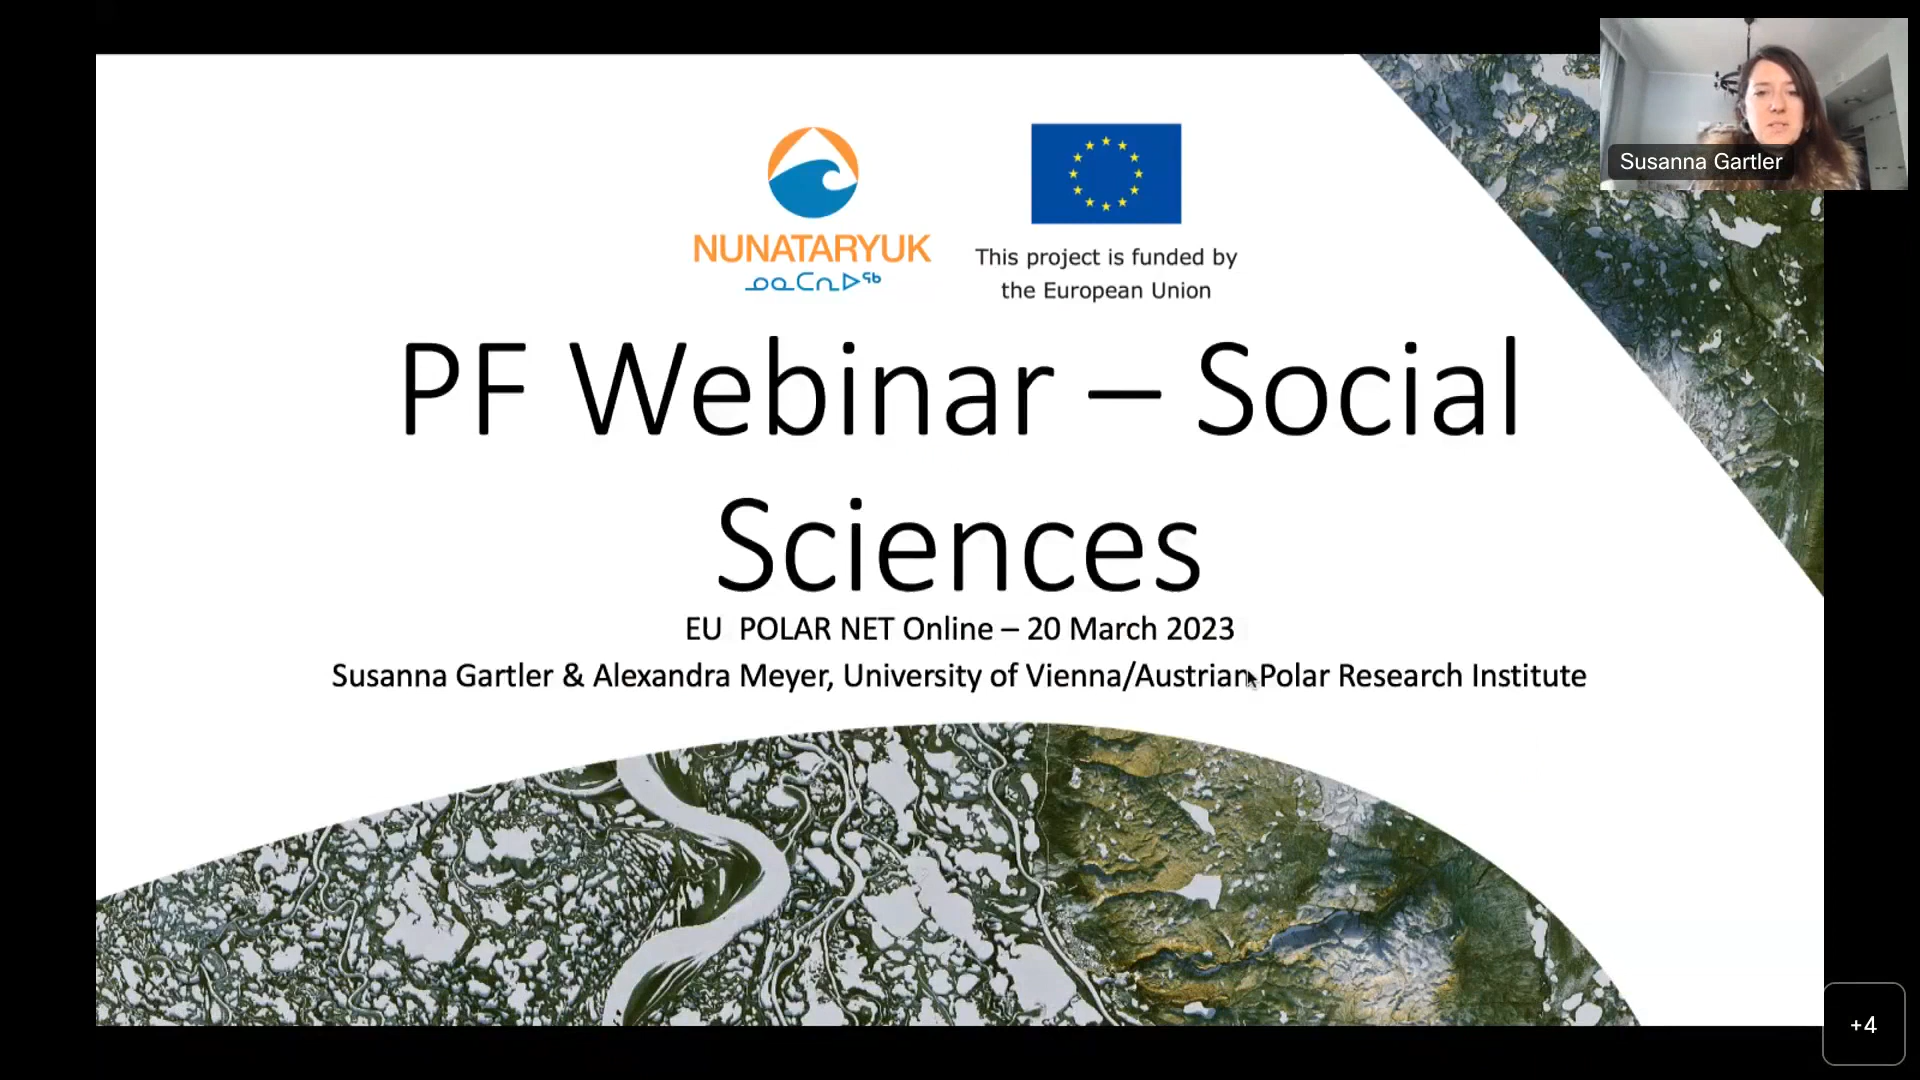 Susanna Gartler
NUNATARYUK
ᓄᓇᑕᕆᐅᖅ
This project is funded by
the European Union
PF Webinar – Social
Sciences
EU POLAR NET Online – 20 March 2023
Susanna Gartler & Alexandra Meyer, University of Vienna/Austrian Polar Research Institute
+4